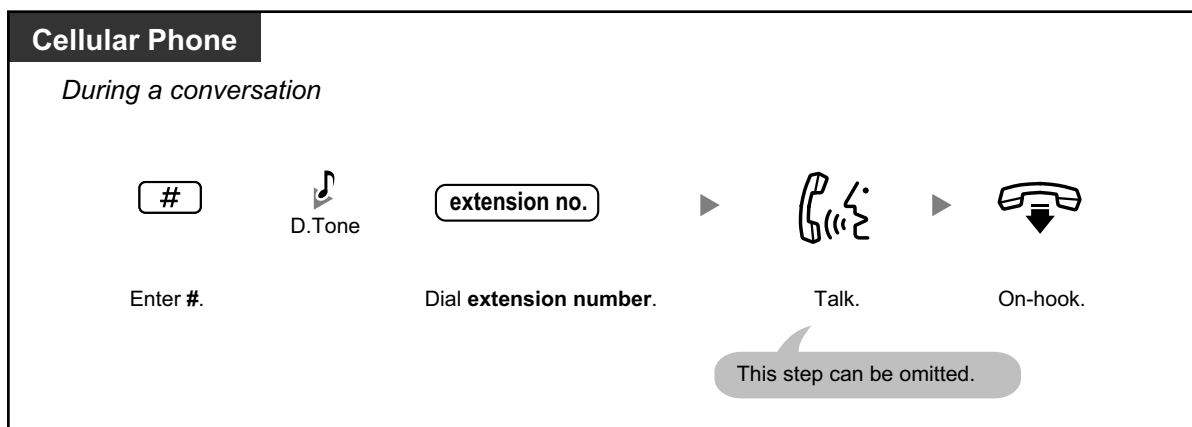 Cellular Phone
During a conversation
#
D.Tone
extension no.
Enter #.
Dial extension number.
Talk.
On-hook.
This step can be omitted.